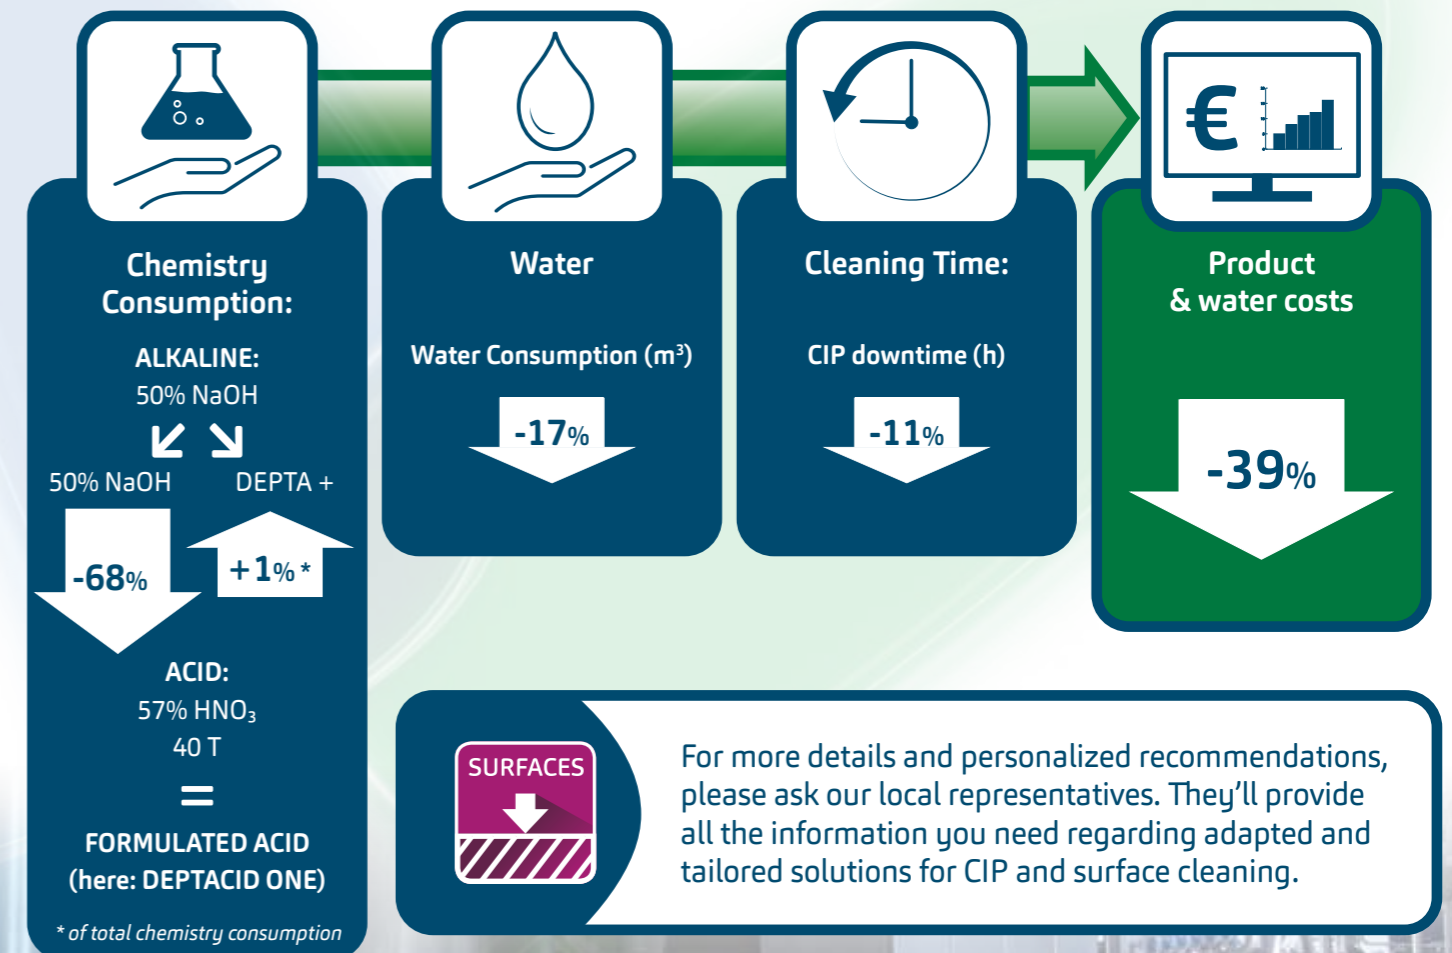 Chemistry
Consumption:
ALKALINE:
50% NaOH
50% NaOH
DEPTA +
-68%
+1% *
ACID:
57% HNO₃
40 T
=
FORMULATED ACID
(here: DEPTACID ONE)
* of total chemistry consumption
Water
Water Consumption (m³)
-17%
Cleaning Time:
CIP downtime (h)
-11%
€
Product
& water costs
-39%
SURFACES
For more details and personalized recommendations,
please ask our local representatives. They’ll provide
all the information you need regarding adapted and
tailored solutions for CIP and surface cleaning.